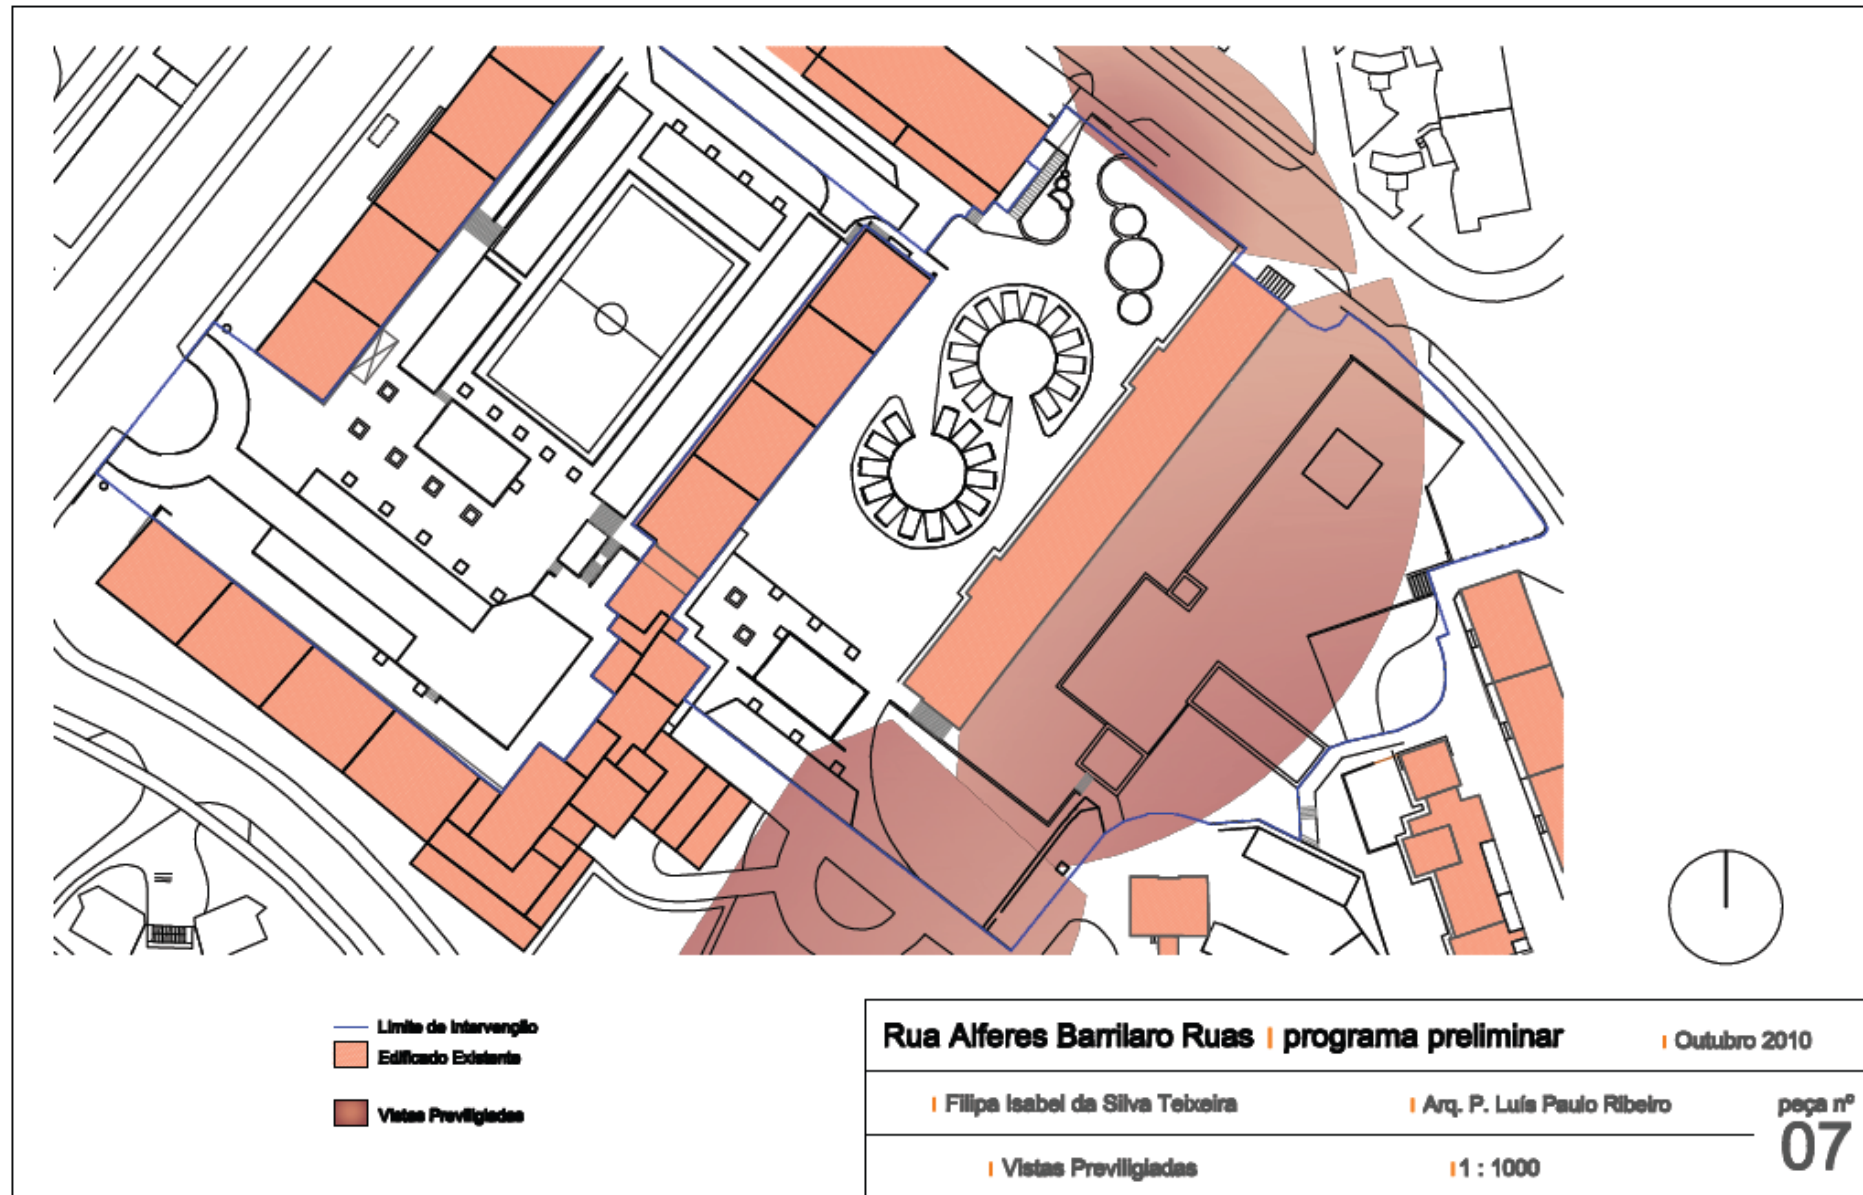 Limite de Intervenção
Edificado Existente
Vistas Previligiadas
Rua Alferes Barrilaro Ruas | programa preliminar | Outubro 2010
| Filipa Isabel da Silva Teixeira | Arq. P. Luís Paulo Ribeiro
peça nº
07
| Vistas Previligiadas | 1 : 1000